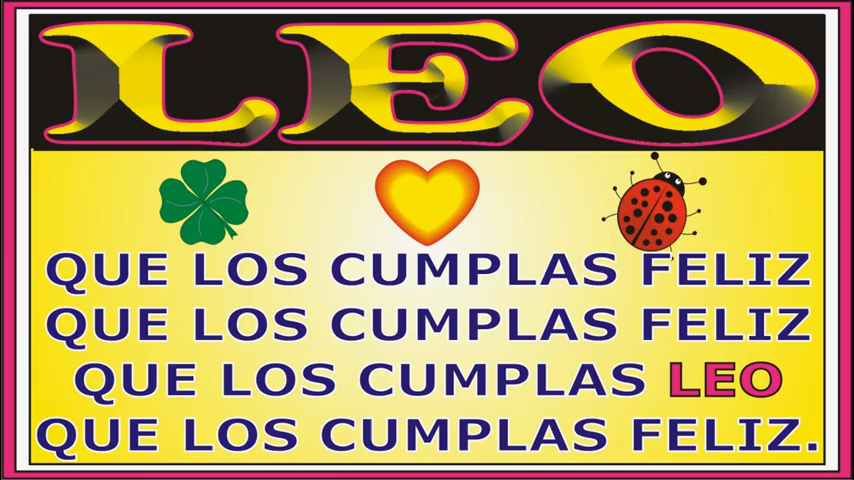 LEO
QUE LOS CUMPLAS FELIZ
QUE LOS CUMPLAS FELIZ
QUE LOS CUMPLAS LEO
QUE LOS CUMPLAS FELIZ.